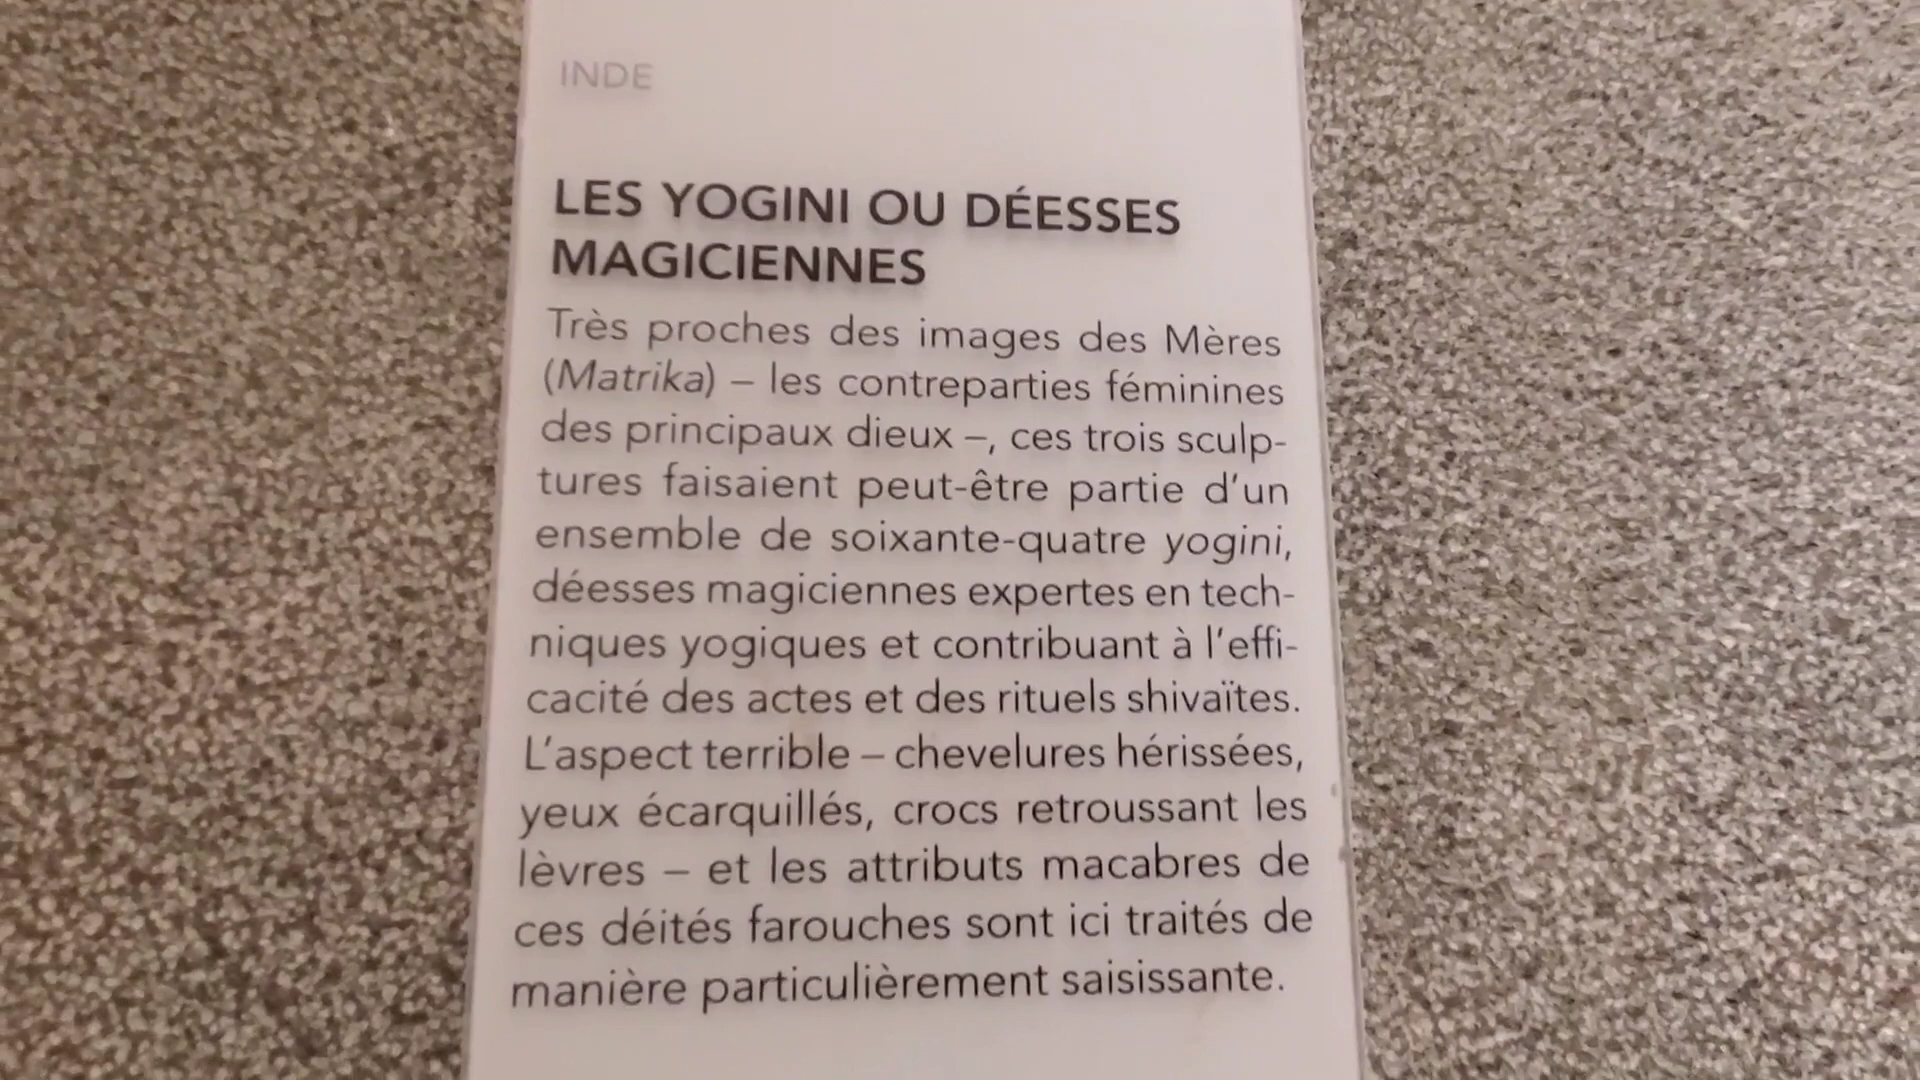 INDE
LES YOGINI OU DÉESSES
MAGICIENNES
Très proches des images des Mères
(Matrika) – les contreparties féminines
des principaux dieux –, ces trois sculp-
tures faisaient peut-être partie d'un
ensemble de soixante-quatre yogini,
déesses magiciennes expertes en tech-
niques yogiques et contribuant à l'effi-
cacité des actes et des rituels shivaïtes.
L'aspect terrible – chevelures hérissées,
yeux écarquillés, crocs retroussant les
lèvres – et les attributs macabres de
ces déités farouches sont ici traités de
manière particulièrement saisissante.